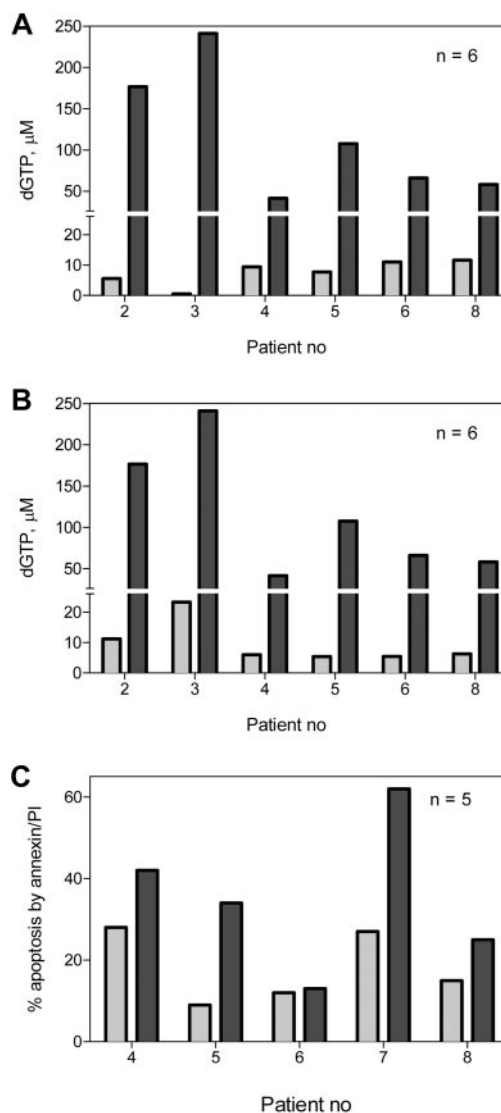 A
dGTP, µM
250
200
150
100
50
20
10
0
n = 6
2 3 4 5 6 8
Patient no
B
dGTP, µM
250
200
150
100
50
20
10
0
n = 6
2 3 4 5 6 8
Patient no
C
% apoptosis by annexin/PI
60
40
20
0
n = 5
4 5 6 7 8
Patient no